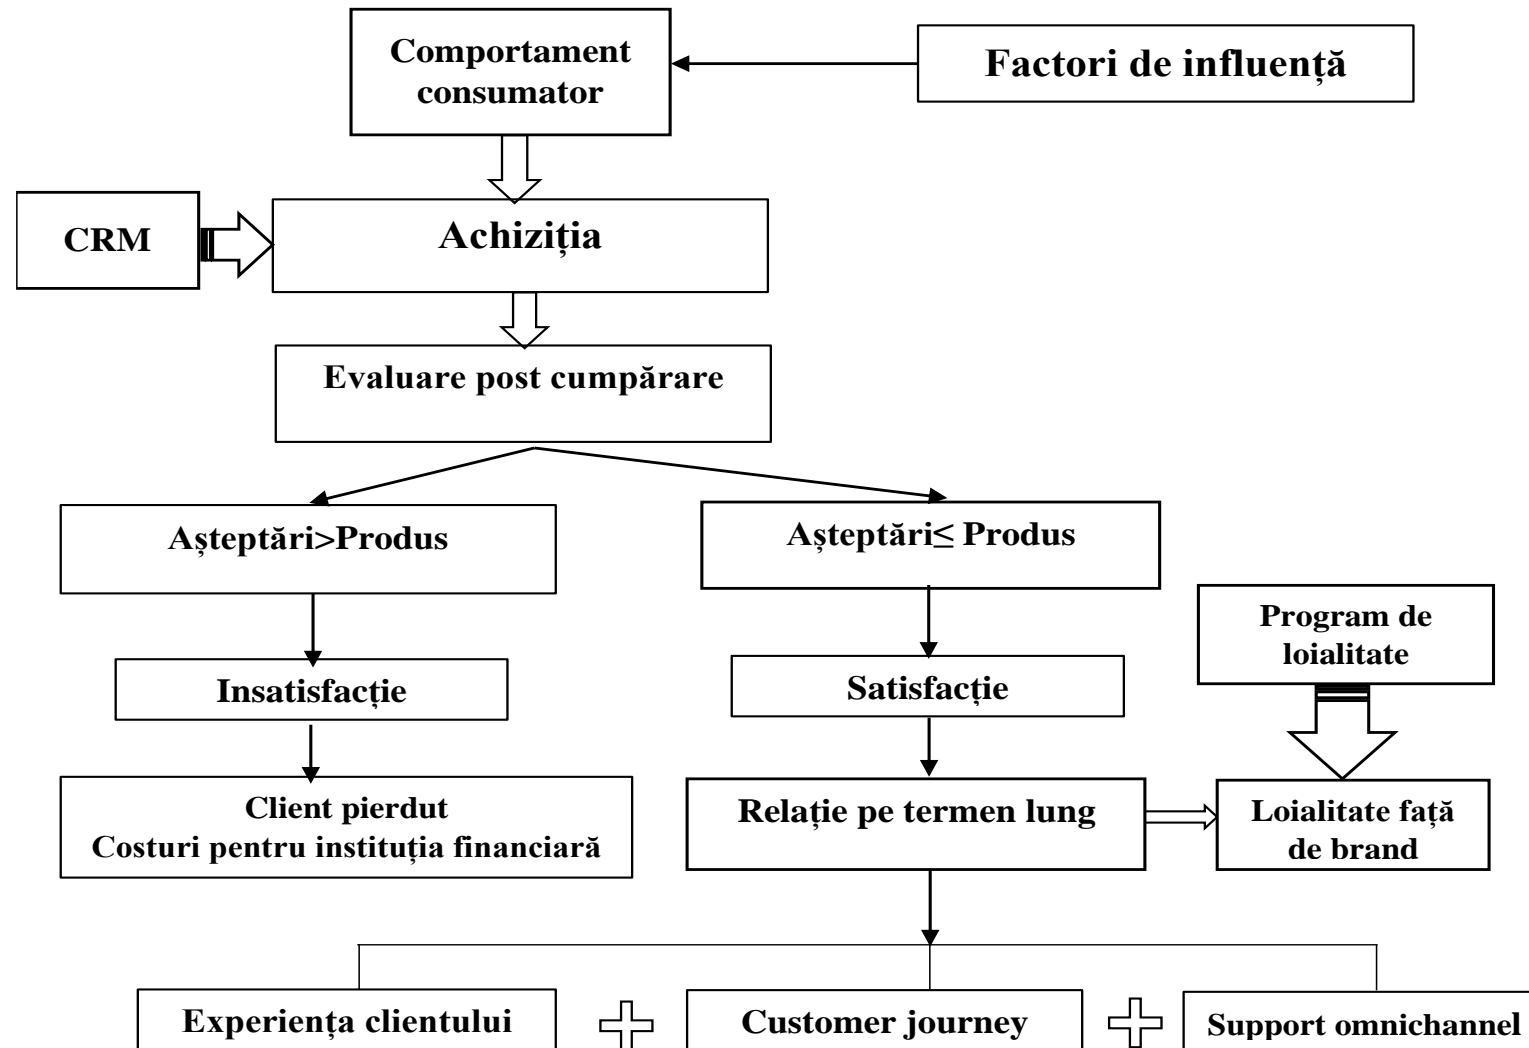 Comportament
consumator
Factori de influență
CRM
Achiziția
Evaluare post cumpărare
Așteptări>Produs
Așteptări≤ Produs
Program de
loialitate
Insatisfacție
Satisfacție
Client pierdut
Costuri pentru instituția financiară
Relație pe termen lung
Loialitate față
de brand
Experiența clientului
Customer journey
Support omnichannel